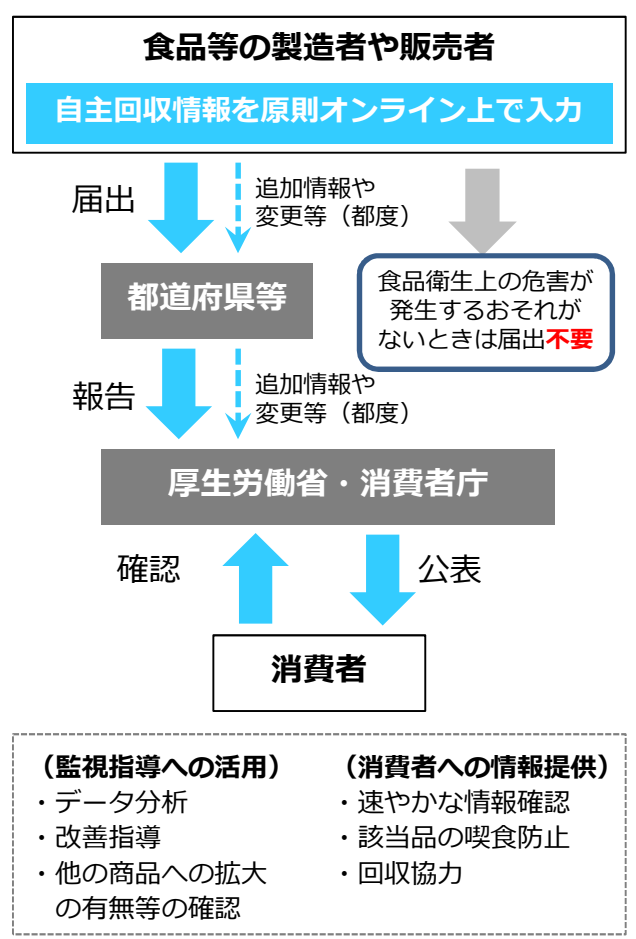 食品等の製造者や販売者
自主回収情報を原則オンライン上で入力
届出
追加情報や
変更等（都度）
都道府県等
食品衛生上の危害が
発生するおそれが
ないときは届出不要
報告
追加情報や
変更等（都度）
厚生労働省・消費者庁
確認
公表
消費者
（監視指導への活用）
・データ分析
・改善指導
・他の商品への拡大
の有無等の確認
（消費者への情報提供）
・速やかな情報確認
・該当品の喫食防止
・回収協力